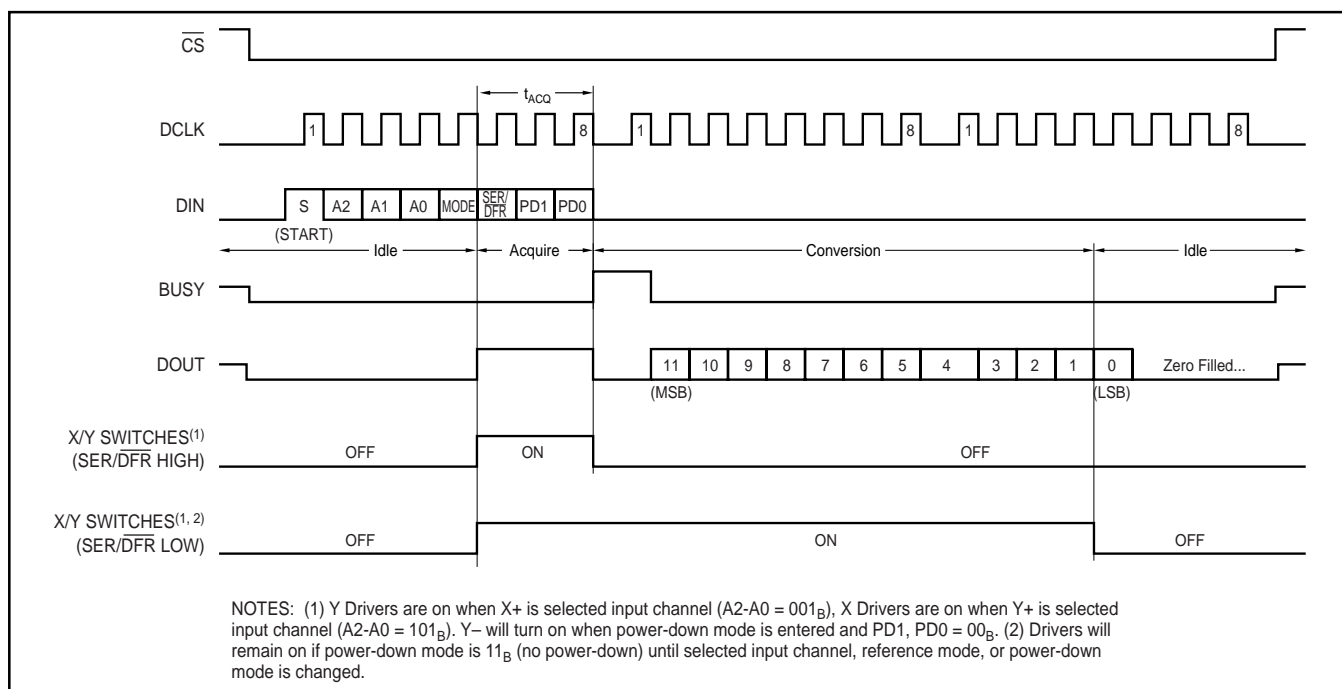 CS
tACQ
DCLK 1 8 1 8 1 8
DIN S A2 A1 A0 MODE SER/DFR PD1 PD0
(START)
Idle Acquire Conversion Idle
BUSY
DOUT 11 10 9 8 7 6 5 4 3 2 1 0 Zero Filled...
(MSB) (LSB)
X/Y SWITCHES(1)
(SER/DFR HIGH) OFF ON OFF
X/Y SWITCHES(1, 2)
(SER/DFR LOW) OFF ON OFF
NOTES: (1) Y Drivers are on when X+ is selected input channel (A2-A0 = 001B), X Drivers are on when Y+ is selected
input channel (A2-A0 = 101B). Y– will turn on when power-down mode is entered and PD1, PD0 = 00B. (2) Drivers will
remain on if power-down mode is 11B (no power-down) until selected input channel, reference mode, or power-down
mode is changed.